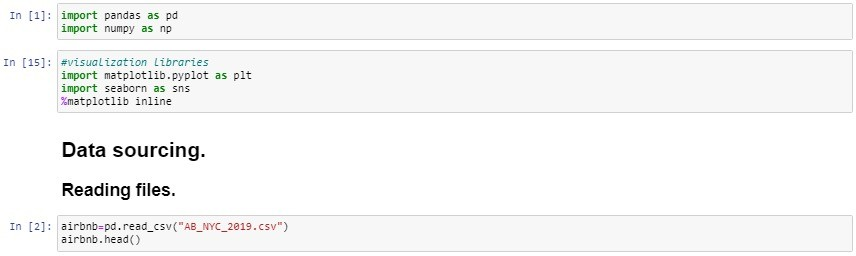 In [1]: import pandas as pd
import numpy as np
In [15]: #visualization libraries
import matplotlib.pyplot as plt
import seaborn as sns
%matplotlib inline
Data sourcing.
Reading files.
In [2]: airbnb=pd.read_csv("AB_NYC_2019.csv")
airbnb.head()